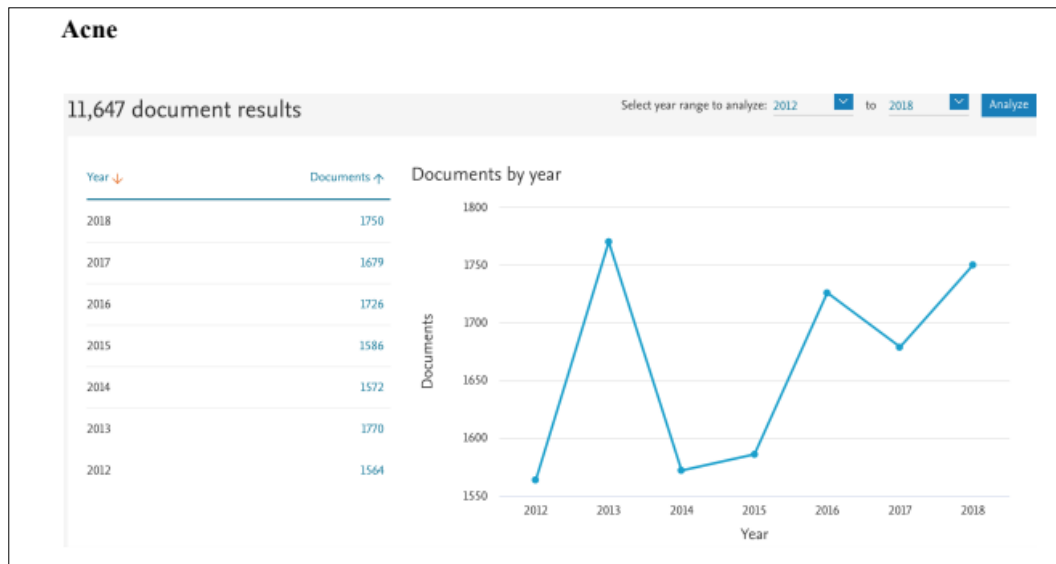 Acne
11,647 document results
Select year range to analyze: 2012 to 2018 Analyze
Year ↓ Documents ↑
2018 1750
2017 1679
2016 1726
2015 1586
2014 1572
2013 1770
2012 1564
Documents by year
1800
1750
1700
1650
1600
1550
Documents
2012 2013 2014 2015 2016 2017 2018
Year